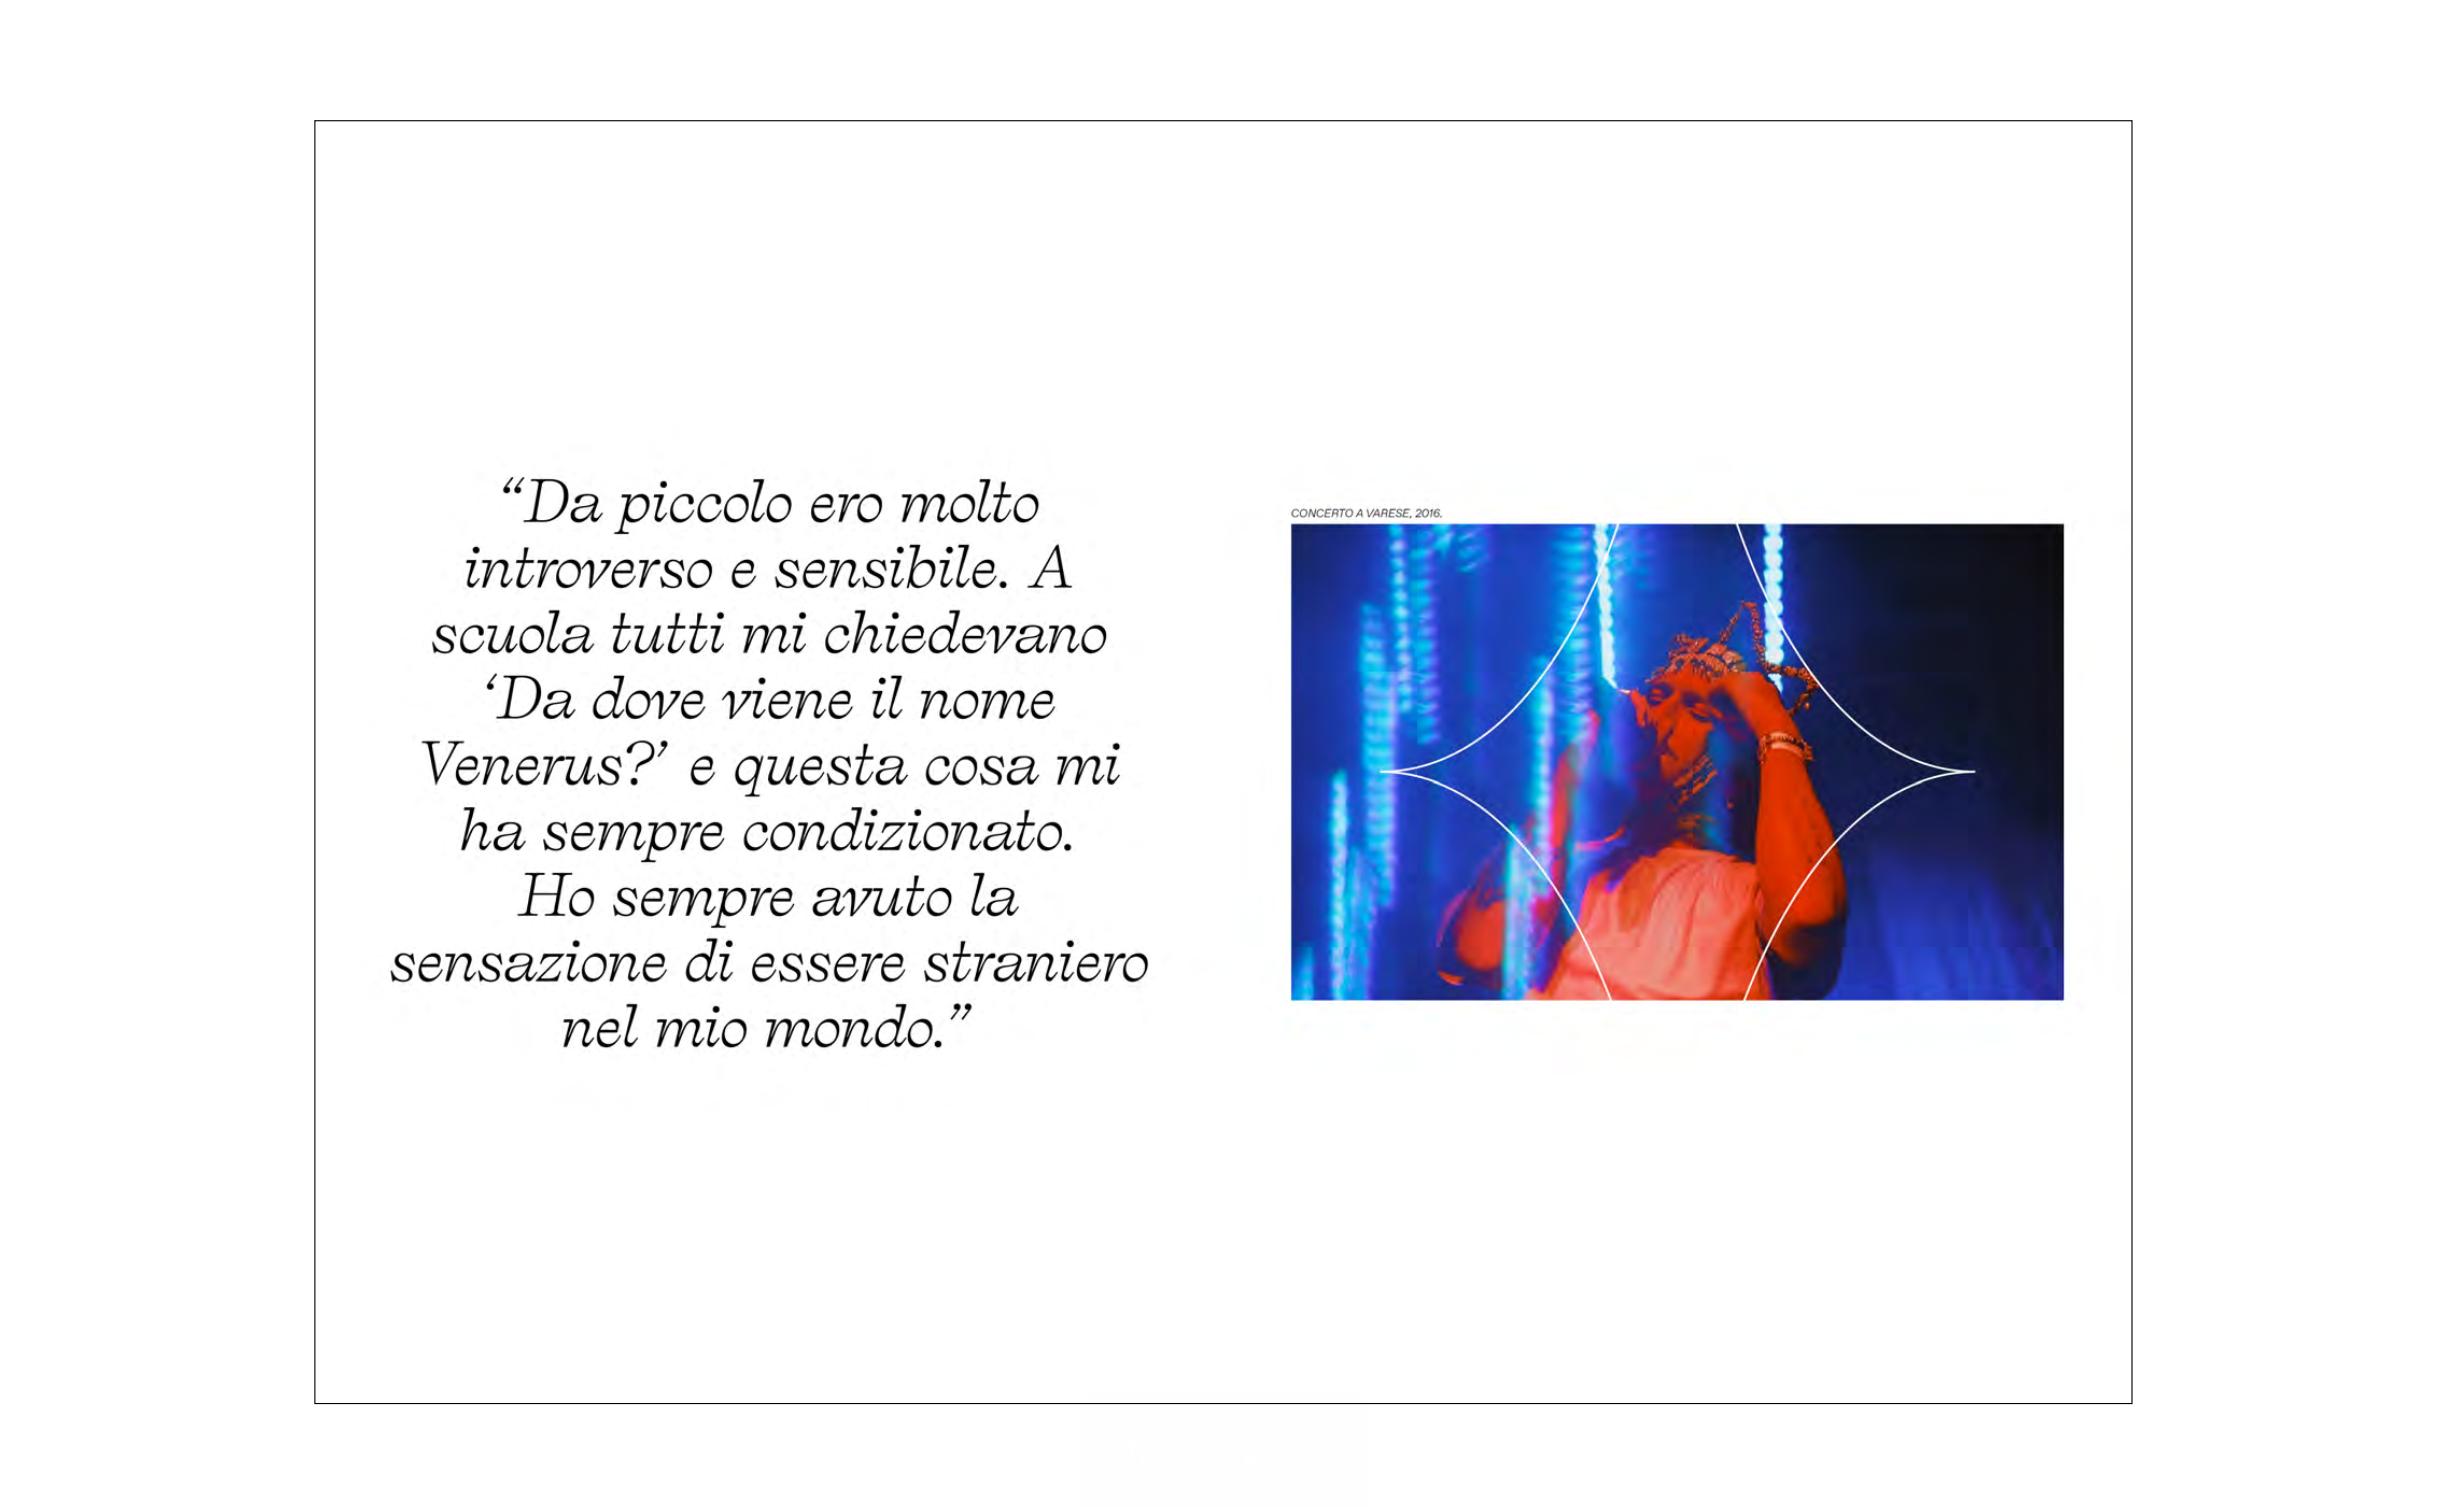 “Da piccolo ero molto
introverso e sensibile. A
scuola tutti mi chiedevano
‘Da dove viene il nome
Venerus?’ e questa cosa mi
ha sempre condizionato.
Ho sempre avuto la
sensazione di essere straniero
nel mio mondo.”
CONCERTO A VARESE, 2016.